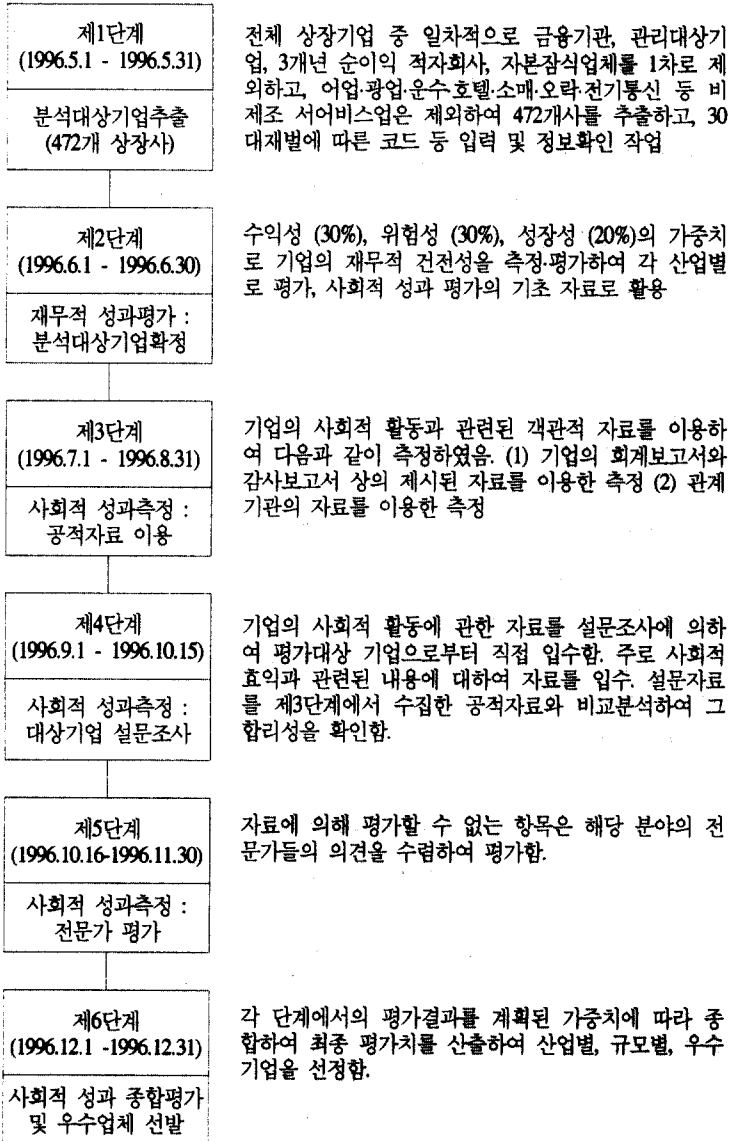 제1단계
(1996.5.1 - 1996.5.31)
분석대상기업추출
(472개 상장사)
전체 상장기업 중 일차적으로 금융기관, 관리대상기
업, 3개년 순이익 적자회사, 자본잠식업체를 1차로 제
외하고, 어업·광업·운수·호텔·소매·오락·전기통신 등 비
제조 서어비스업은 제외하여 472개사를 추출하고, 30
대재벌에 따른 코드 등 입력 및 정보확인 작업
제2단계
(1996.6.1 - 1996.6.30)
재무적 성과평가 :
분석대상기업확정
수익성 (30%), 위험성 (30%), 성장성 (20%)의 가중치
로 기업의 재무적 건전성을 측정·평가하여 각 산업별
로 평가, 사회적 성과 평가의 기초 자료로 활용
제3단계
(1996.7.1 - 1996.8.31)
사회적 성과측정 :
공적자료 이용
기업의 사회적 활동과 관련된 객관적 자료를 이용하
여 다음과 같이 측정하였음. (1) 기업의 회계보고서와
감사보고서 상의 제시된 자료를 이용한 측정 (2) 관계
기관의 자료를 이용한 측정
제4단계
(1996.9.1 - 1996.10.15)
사회적 성과측정 :
대상기업 설문조사
기업의 사회적 활동에 관한 자료를 설문조사에 의하
여 평가대상 기업으로부터 직접 입수함. 주로 사회적
효익과 관련된 내용에 대하여 자료를 입수. 설문자료
를 제3단계에서 수집한 공적자료와 비교분석하여 그
합리성을 확인함.
제5단계
(1996.10.16-1996.11.30)
사회적 성과측정 :
전문가 평가
자료에 의해 평가할 수 없는 항목은 해당 분야의 전
문가들의 의견을 수렴하여 평가함.
제6단계
(1996.12.1 -1996.12.31)
사회적 성과 종합평가
및 우수업체 선발
각 단계에서의 평가결과를 계획된 가중치에 따라 종
합하여 최종 평가치를 산출하여 산업별, 규모별, 우수
기업을 선정함.